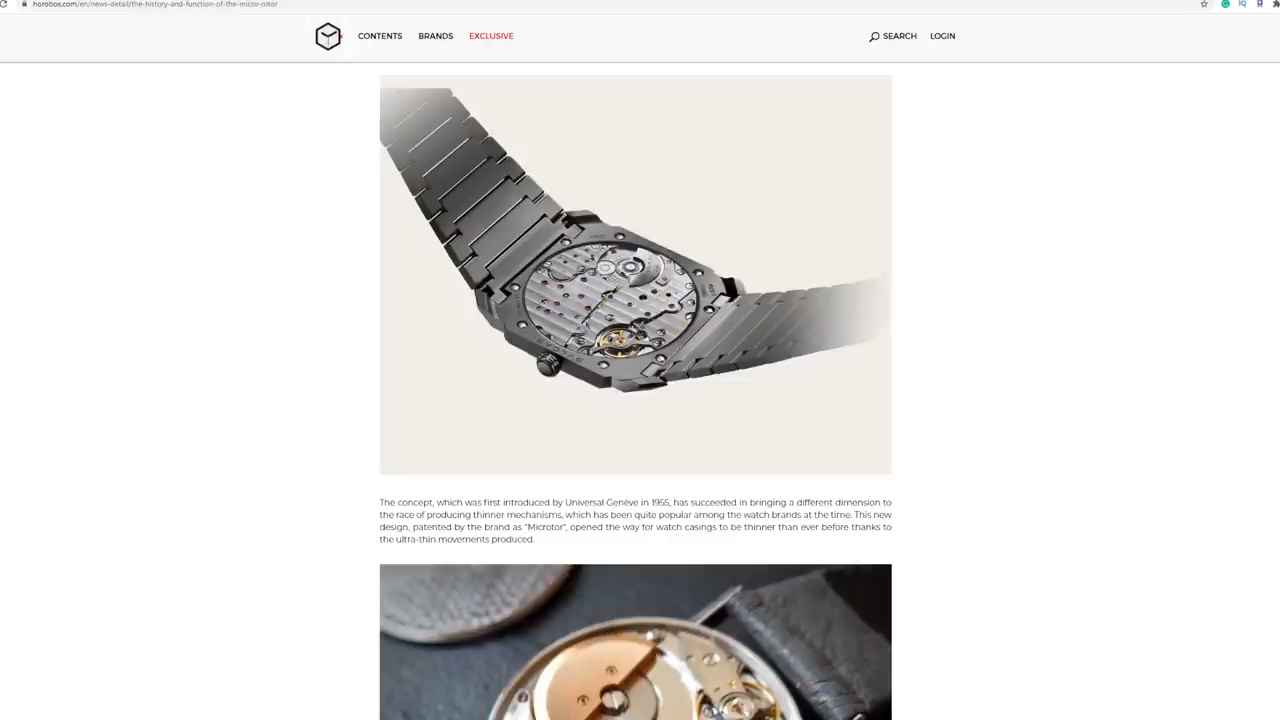 horobox.com/en/news-detail/the-history-and-function-of-the-micro-rotor
CONTENTS BRANDS EXCLUSIVE SEARCH LOGIN
The concept, which was first introduced by Universal Genève in 1955, has succeeded in bringing a different dimension to
the race of producing thinner mechanisms, which has been quite popular among the watch brands at the time. This new
design, patented by the brand as "Microtor", opened the way for watch casings to be thinner than ever before thanks to
the ultra-thin movements produced.